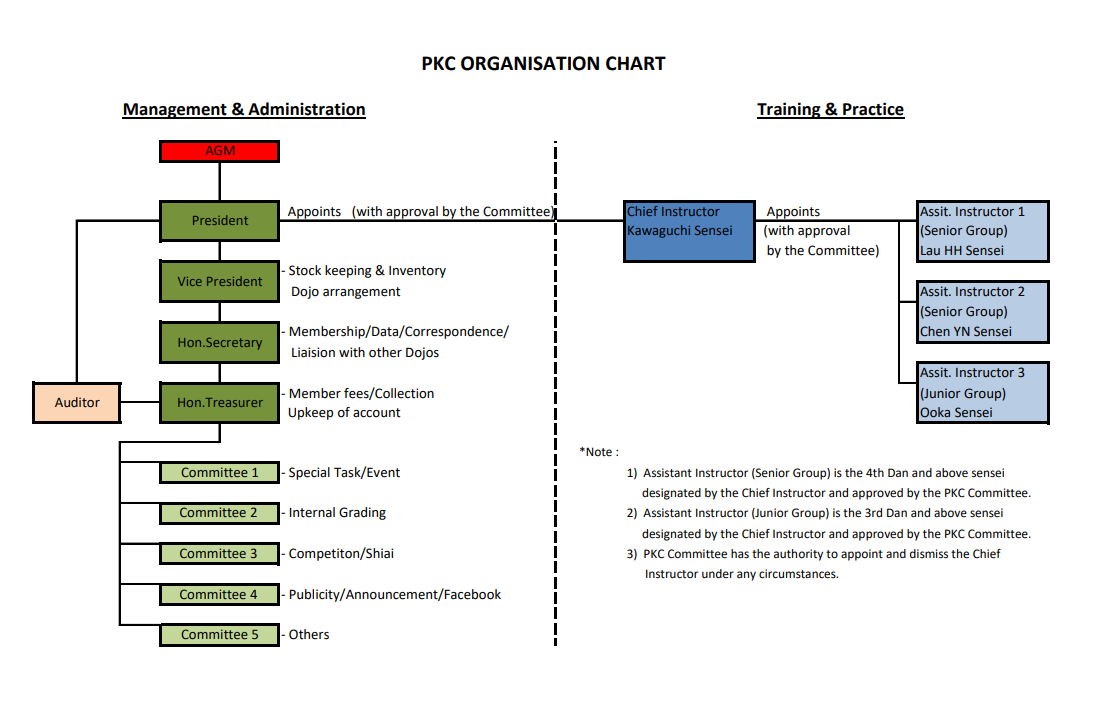 PKC ORGANISATION CHART
Management & Administration
Training & Practice
AGM
President
Appoints (with approval by the Committee)
Chief Instructor
Kawaguchi Sensei
Appoints
(with approval
by the Committee)
Assit. Instructor 1
(Senior Group)
Lau HH Sensei
Vice President
- Stock keeping & Inventory
Dojo arrangement
Assit. Instructor 2
(Senior Group)
Chen YN Sensei
Hon.Secretary
- Membership/Data/Correspondence/
Liaision with other Dojos
Assit. Instructor 3
(Junior Group)
Ooka Sensei
Auditor
Hon.Treasurer
- Member fees/Collection
Upkeep of account
Committee 1
- Special Task/Event
Committee 2
- Internal Grading
Committee 3
- Competiton/Shiai
Committee 4
- Publicity/Announcement/Facebook
Committee 5
- Others
*Note :
1) Assistant Instructor (Senior Group) is the 4th Dan and above sensei
designated by the Chief Instructor and approved by the PKC Committee.
2) Assistant Instructor (Junior Group) is the 3rd Dan and above sensei
designated by the Chief Instructor and approved by the PKC Committee.
3) PKC Committee has the authority to appoint and dismiss the Chief
Instructor under any circumstances.